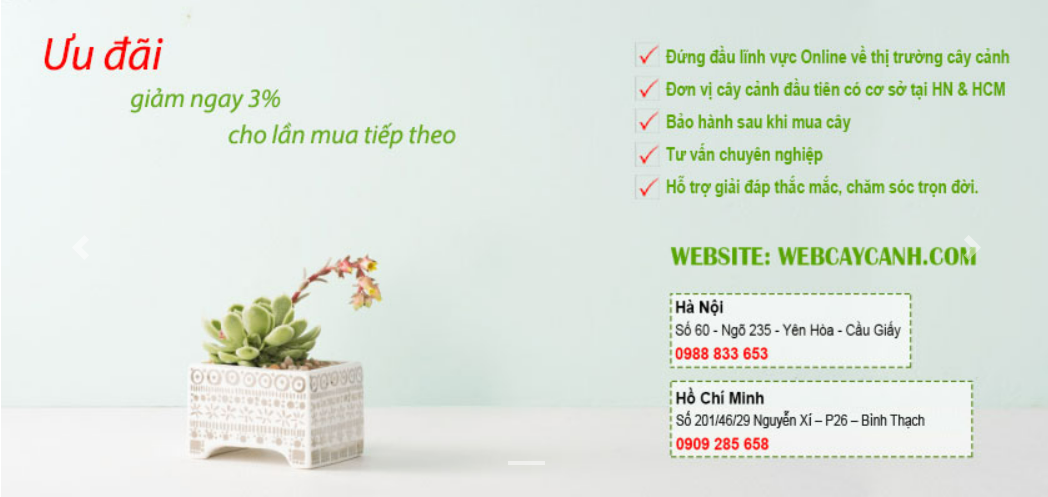 Ưu đãi
giảm ngay 3%
cho lần mua tiếp theo
Đứng đầu lĩnh vực Online về thị trường cây cảnh
Đơn vị cây cảnh đầu tiên có cơ sở tại HN & HCM
Bảo hành sau khi mua cây
Tư vấn chuyên nghiệp
Hỗ trợ giải đáp thắc mắc, chăm sóc trọn đời.
WEBSITE: WEBCAYCANH.COM
Hà Nội
Số 60 - Ngõ 235 - Yên Hòa - Cầu Giấy
0988 833 653
Hồ Chí Minh
Số 201/46/29 Nguyễn Xí – P26 – Bình Thạch
0909 285 658